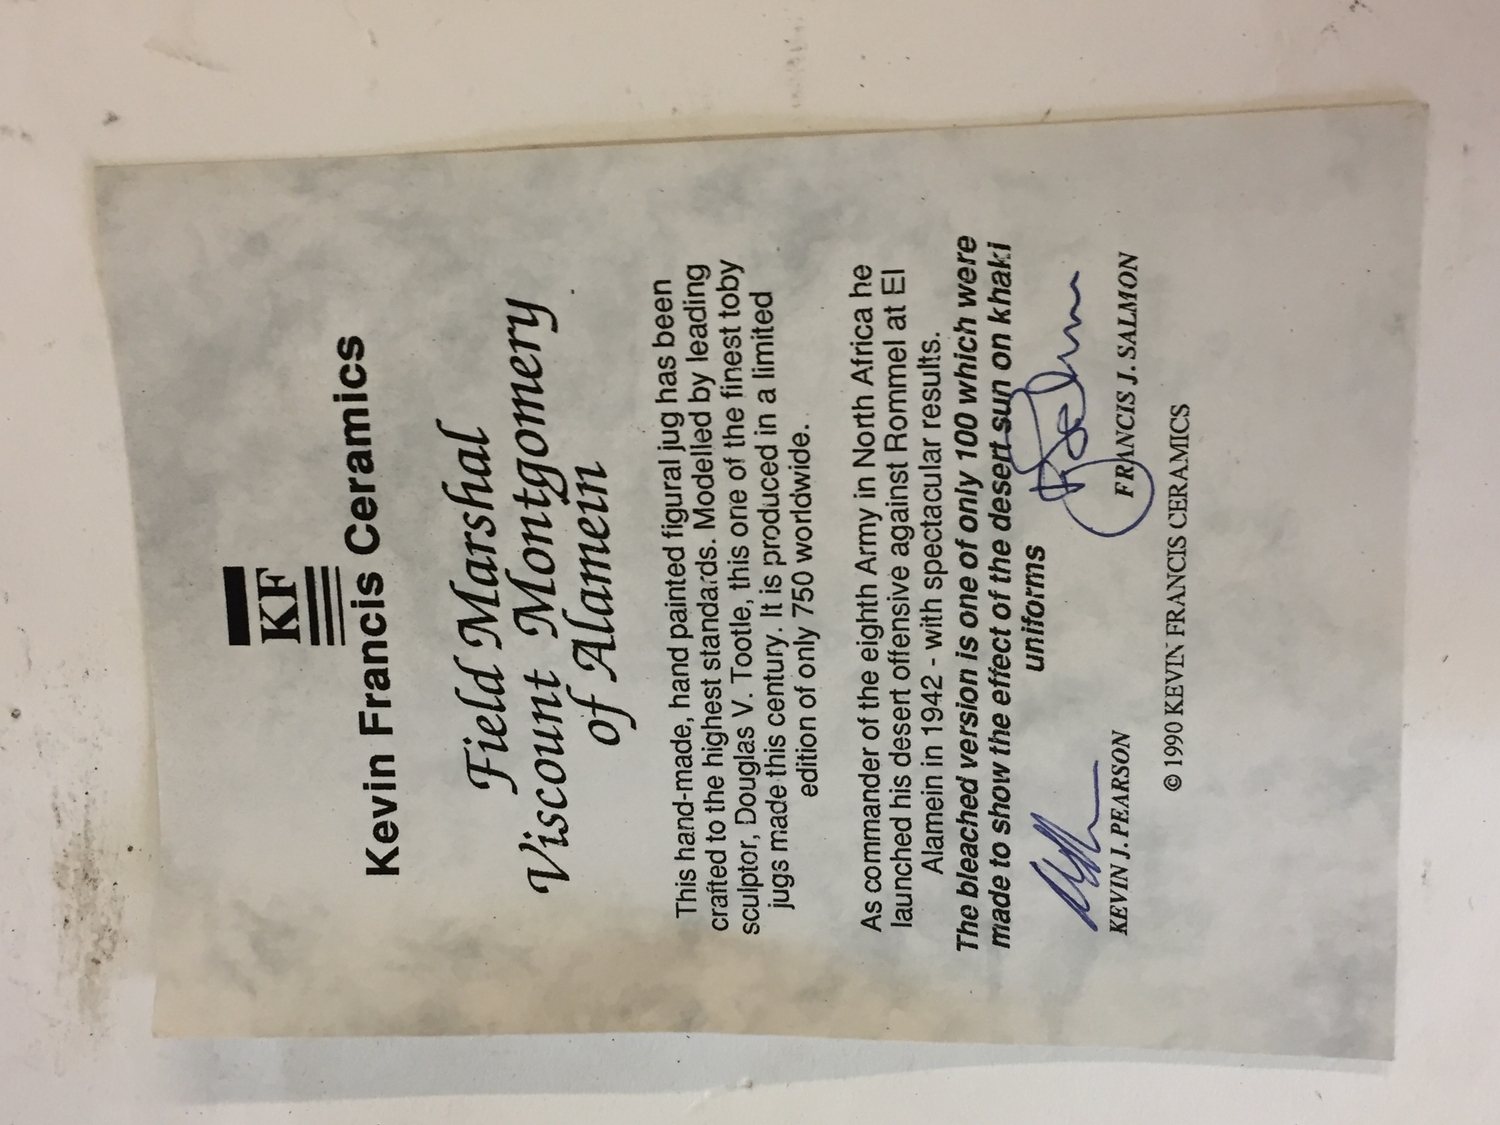 KF
Kevin Francis Ceramics
Field Marshal
Viscount Montgomery
of Alamein
This hand-made, hand painted figural jug has been
crafted to the highest standards. Modelled by leading
sculptor, Douglas V. Tootle, this one of the finest toby
jugs made this century. It is produced in a limited
edition of only 750 worldwide.
As commander of the eighth Army in North Africa he
launched his desert offensive against Rommel at El
Alamein in 1942 - with spectacular results.
The bleached version is one of only 100 which were
made to show the effect of the desert sun on khaki
uniforms
KEVIN J. PEARSON
FRANCIS J. SALMON
© 1990 KEVIN FRANCIS CERAMICS